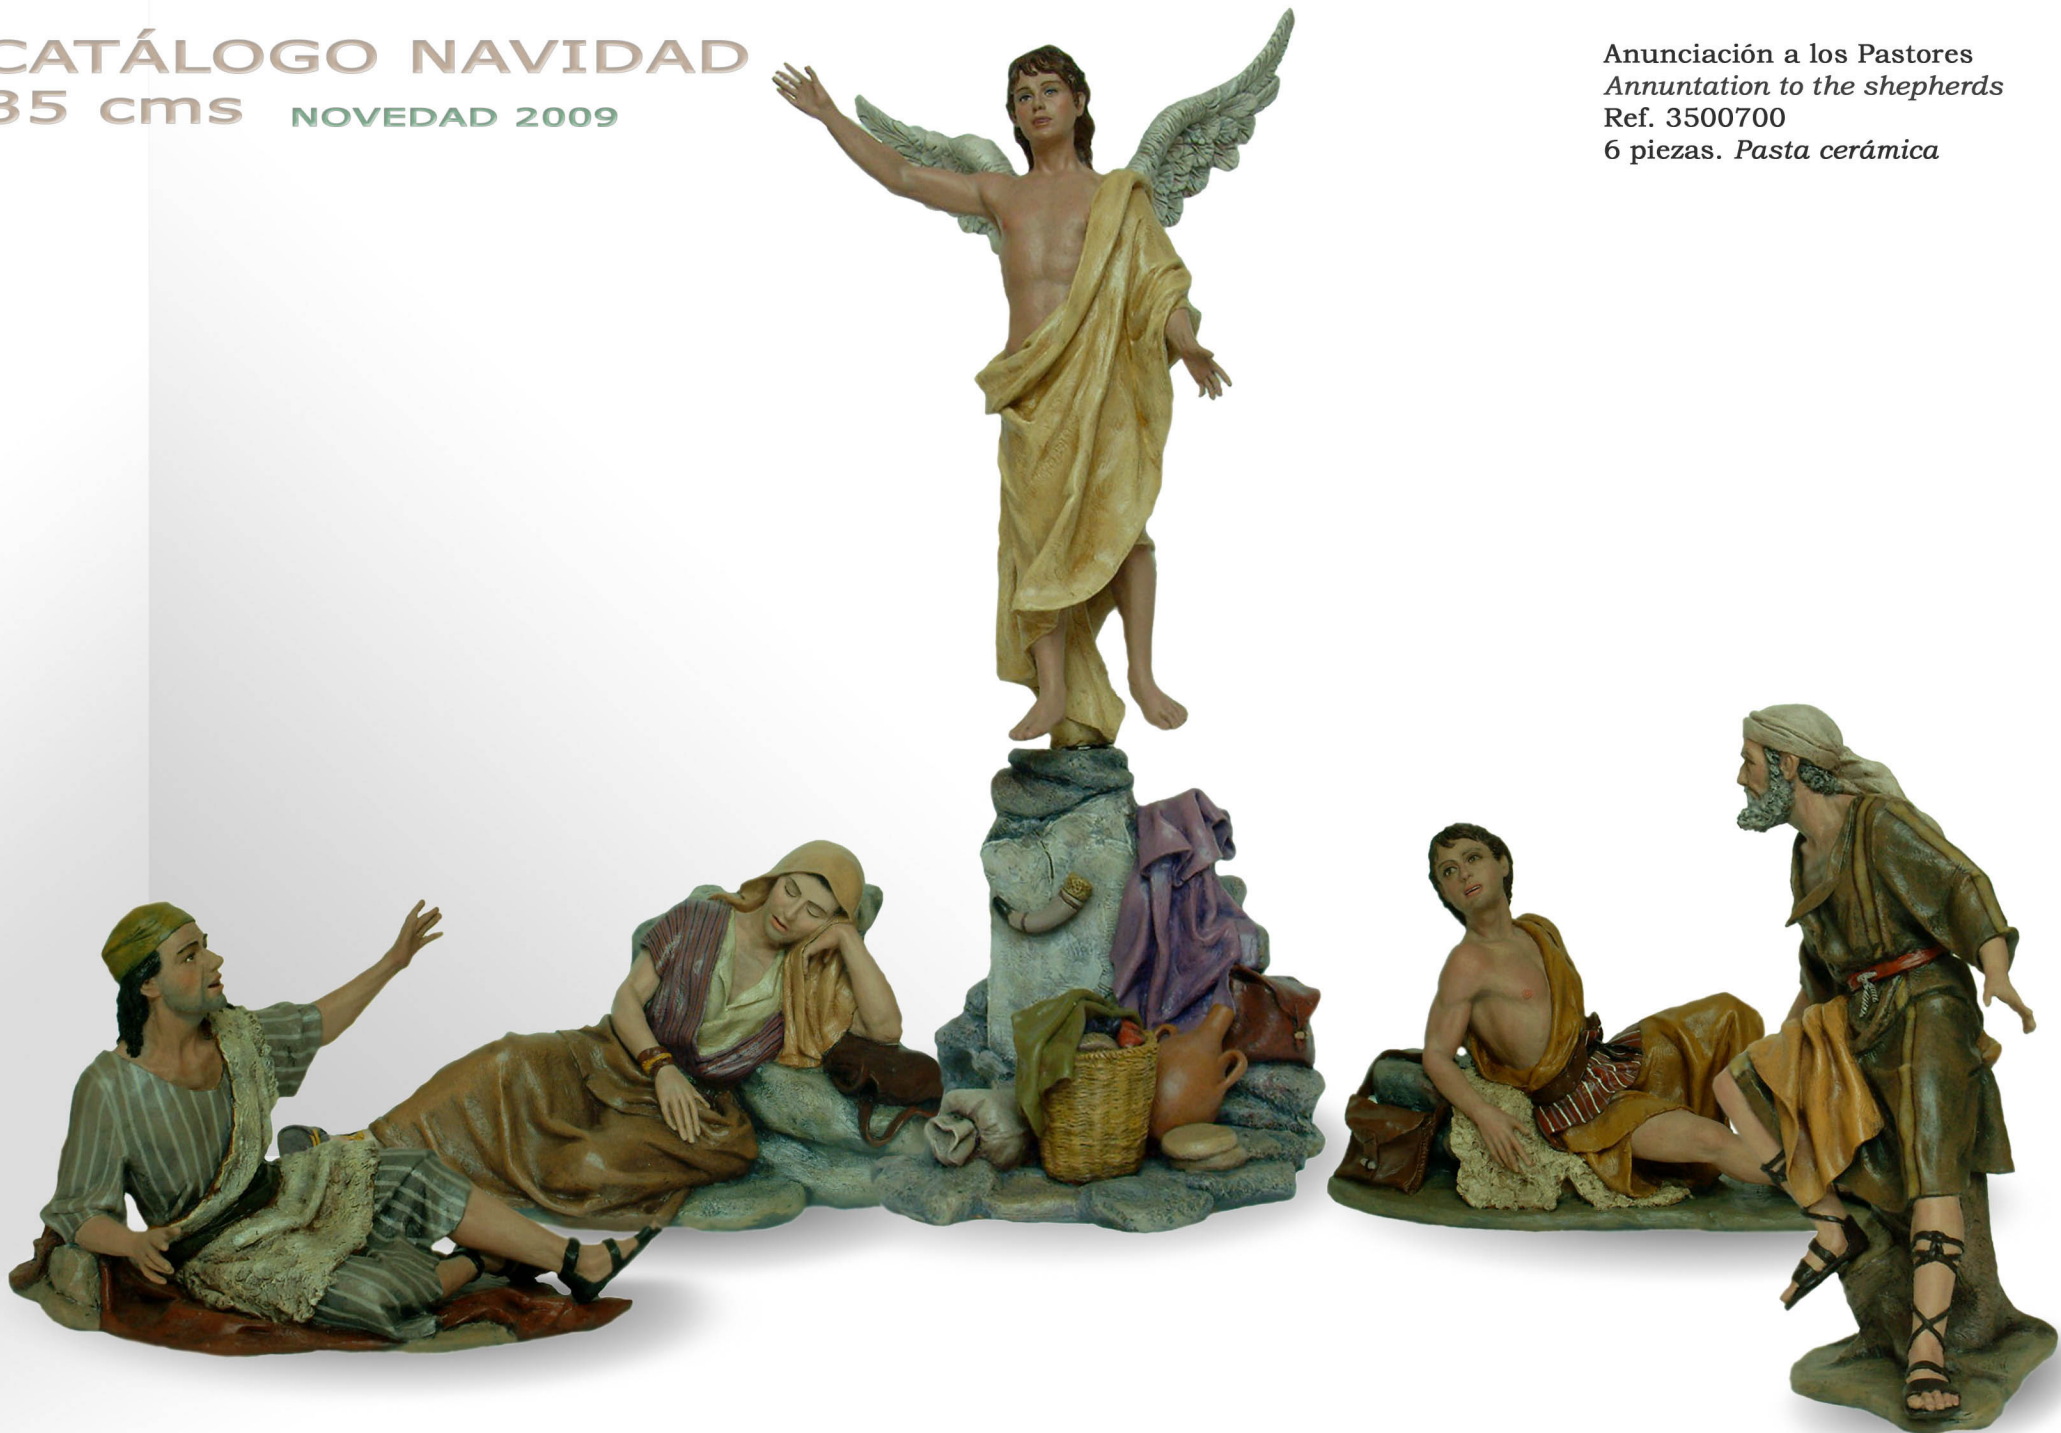 CATÁLOGO NAVIDAD
35 cms NOVEDAD 2009
Anunciación a los Pastores
Annuntation to the shepherds
Ref. 3500700
6 piezas. Pasta cerámica